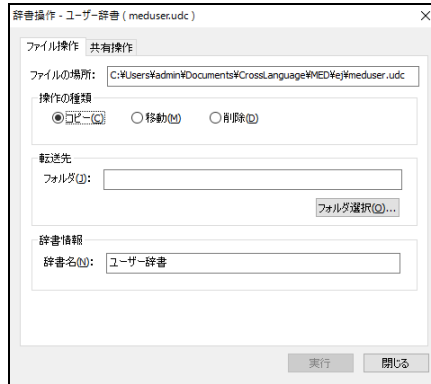 辞書操作 - ユーザー辞書 ( meduser.udc )
ファイル操作 共有操作
ファイルの場所: C:¥Users¥admin¥Documents¥CrossLanguage¥MED¥ej¥meduser.udc
操作の種類
コピー(C) 移動(M) 削除(D)
転送先
フォルダ(J):
フォルダ選択(O)...
辞書情報
辞書名(N): ユーザー辞書
実行 閉じる